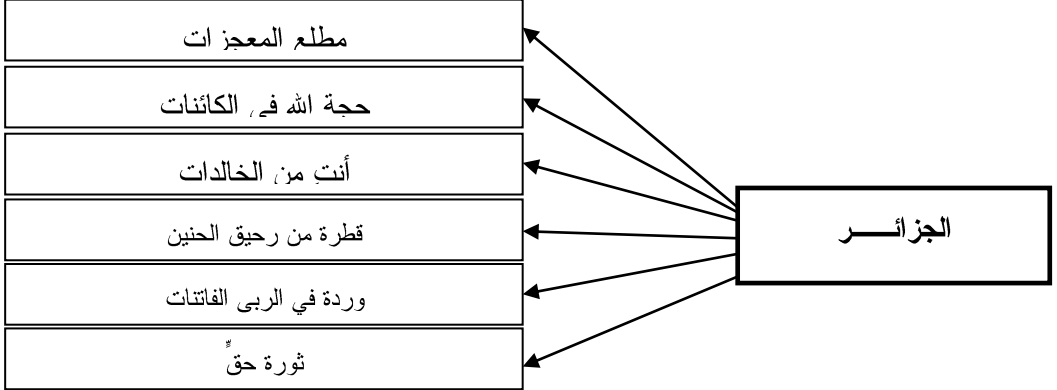 الجزائـــــر
مطلع المعجزات
حجة الله في الكائنات
أنتِ من الخالدات
قطرة من رحيق الحنين
وردة في الربى الفاتنات
ثورة حقٍّ